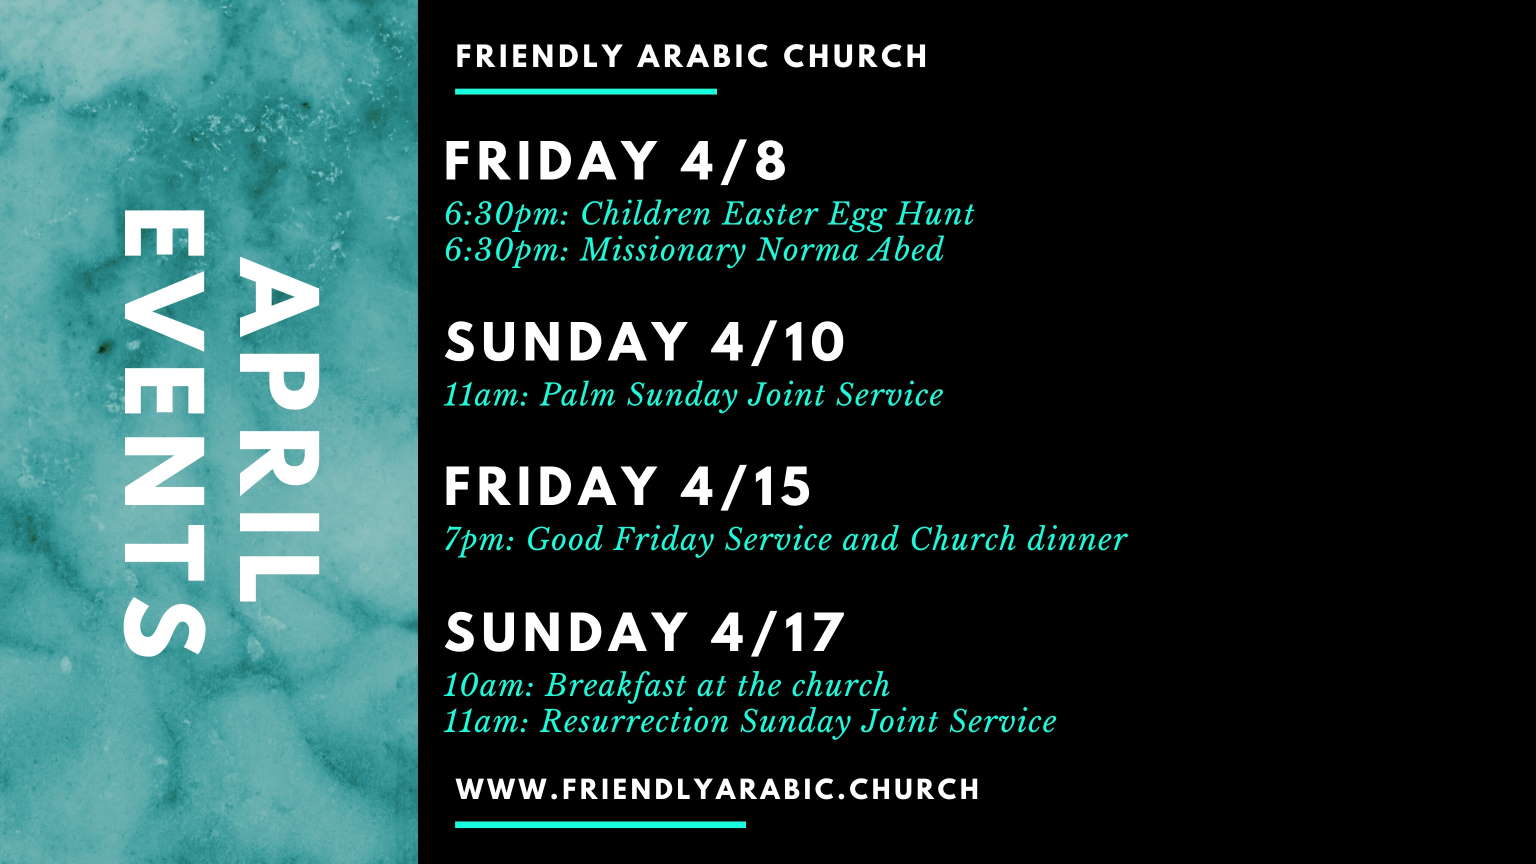 APRIL
EVENTS
FRIENDLY ARABIC CHURCH
FRIDAY 4/8
6:30pm: Children Easter Egg Hunt
6:30pm: Missionary Norma Abed
SUNDAY 4/10
11am: Palm Sunday Joint Service
FRIDAY 4/15
7pm: Good Friday Service and Church dinner
SUNDAY 4/17
10am: Breakfast at the church
11am: Resurrection Sunday Joint Service
WWW.FRIENDLYARABIC.CHURCH